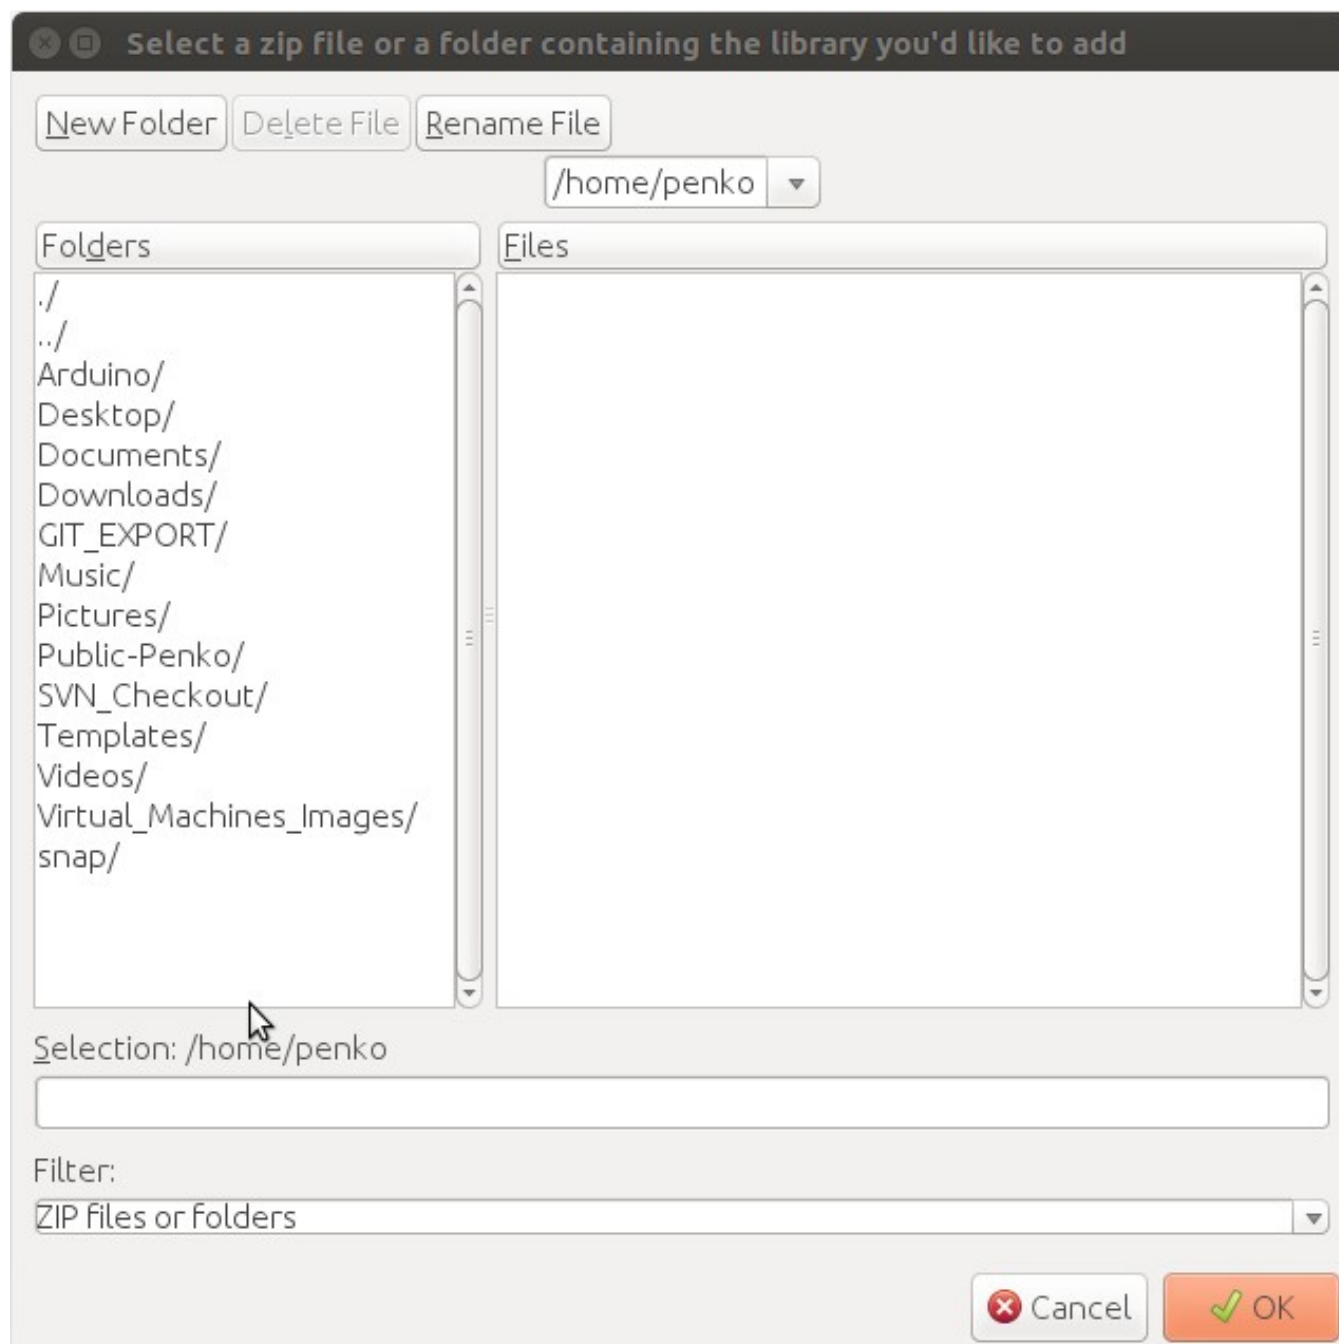 Select a zip file or a folder containing the library you'd like to add
New Folder Delete File Rename File
/home/penko
Folders Files
./
../
Arduino/
Desktop/
Documents/
Downloads/
GIT_EXPORT/
Music/
Pictures/
Public-Penko/
SVN_Checkout/
Templates/
Videos/
Virtual_Machines_Images/
snap/
Selection: /home/penko
Filter:
ZIP files or folders
Cancel OK